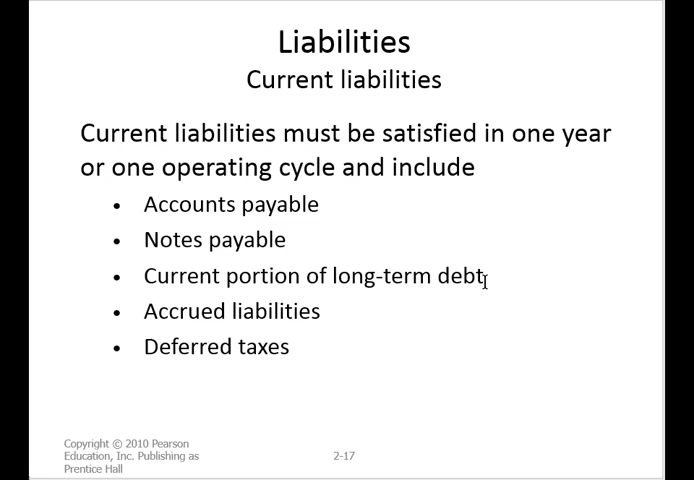 Liabilities
Current liabilities
Current liabilities must be satisfied in one year
or one operating cycle and include
• Accounts payable
• Notes payable
• Current portion of long-term debt
• Accrued liabilities
• Deferred taxes
Copyright © 2010 Pearson
Education, Inc. Publishing as
Prentice Hall
2-17